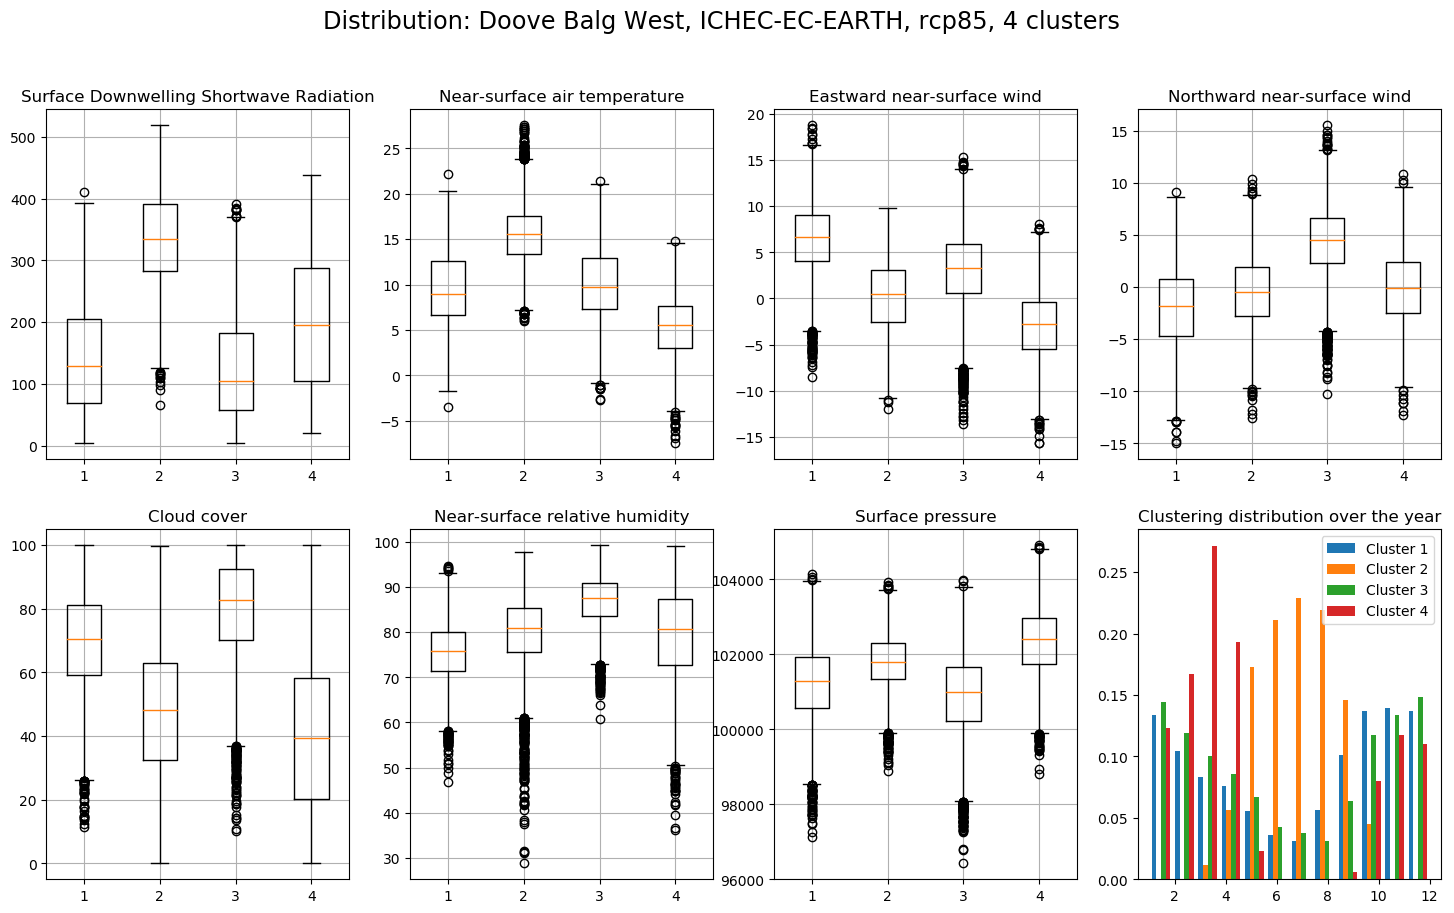 Distribution: Doove Balg West, ICHEC-EC-EARTH, rcp85, 4 clusters
Surface Downwelling Shortwave Radiation
500
400
300
200
100
0
1 2 3 4
Near-surface air temperature
25
20
15
10
5
0
−5
1 2 3 4
Eastward near-surface wind
20
15
10
5
0
−5
−10
−15
1 2 3 4
Northward near-surface wind
15
10
5
0
−5
−10
−15
1 2 3 4
Cloud cover
100
80
60
40
20
0
1 2 3 4
Near-surface relative humidity
100
90
80
70
60
50
40
30
1 2 3 4
Surface pressure
104000
102000
100000
98000
96000
1 2 3 4
Clustering distribution over the year
Cluster 1
Cluster 2
Cluster 3
Cluster 4
0.25
0.20
0.15
0.10
0.05
0.00
2 4 6 8 10 12